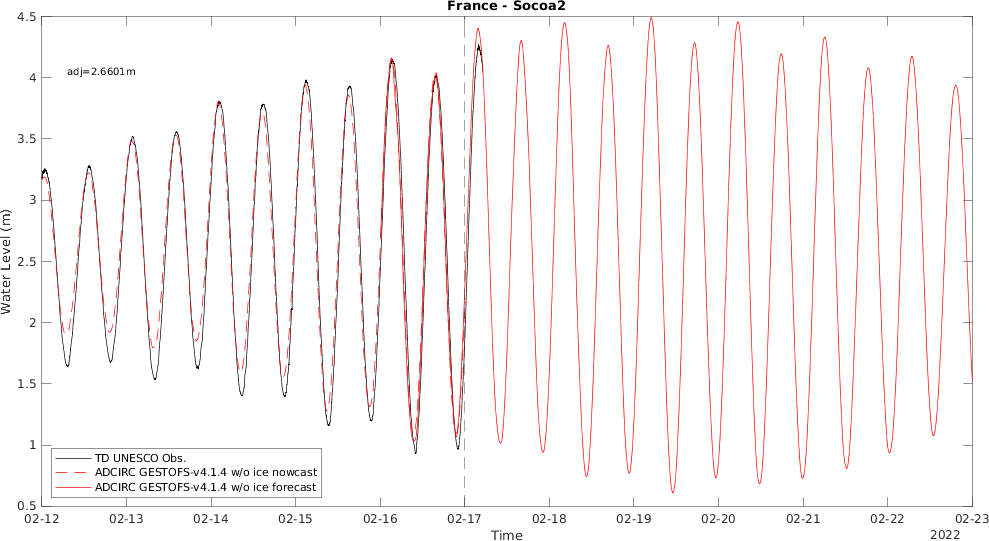 France - Socoa2
adj=2.6601m
Water Level (m)
4.5
4
3.5
3
2.5
2
1.5
1
0.5
TD UNESCO Obs.
ADCIRC GESTOFS-v4.1.4 w/o ice nowcast
ADCIRC GESTOFS-v4.1.4 w/o ice forecast
02-12 02-13 02-14 02-15 02-16 02-17 02-18 02-19 02-20 02-21 02-22 02-23
Time
2022